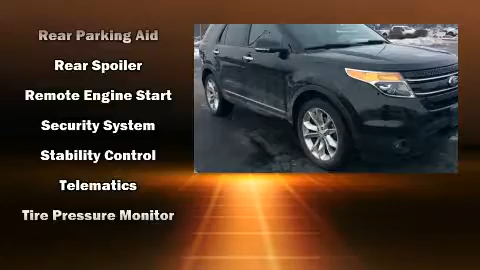 Rear Parking Aid
Rear Spoiler
Remote Engine Start
Security System
Stability Control
Telematics
Tire Pressure Monitor